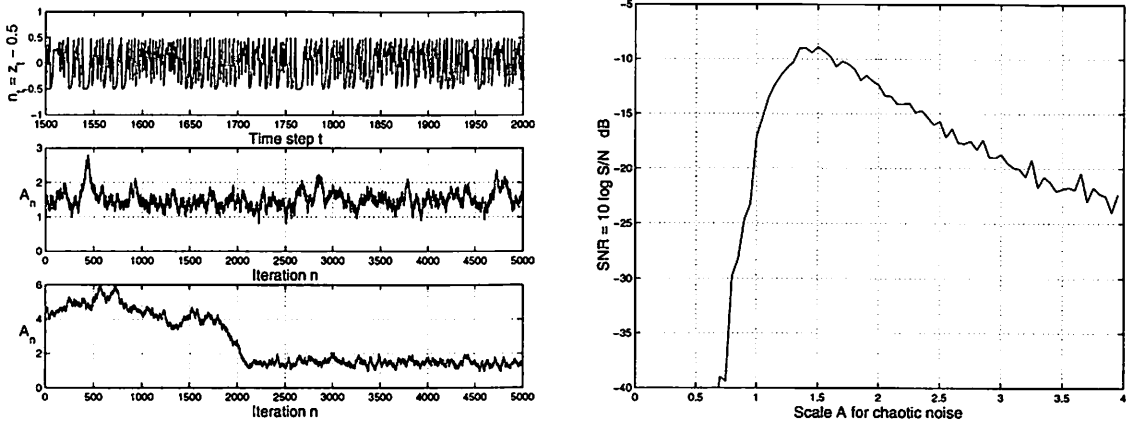 1
0.5
0
-0.5
-1
n_t = z_t - 0.5
1500 1550 1600 1650 1700 1750 1800 1850 1900 1950 2000
Time step t
3
2
1
0
A_n
0 500 1000 1500 2000 2500 3000 3500 4000 4500 5000
Iteration n
6
4
2
0
A_n
0 500 1000 1500 2000 2500 3000 3500 4000 4500 5000
Iteration n
-5
-10
-15
-20
-25
-30
-35
-40
SNR = 10 log S/N dB
0 0.5 1 1.5 2 2.5 3 3.5 4
Scale A for chaotic noise